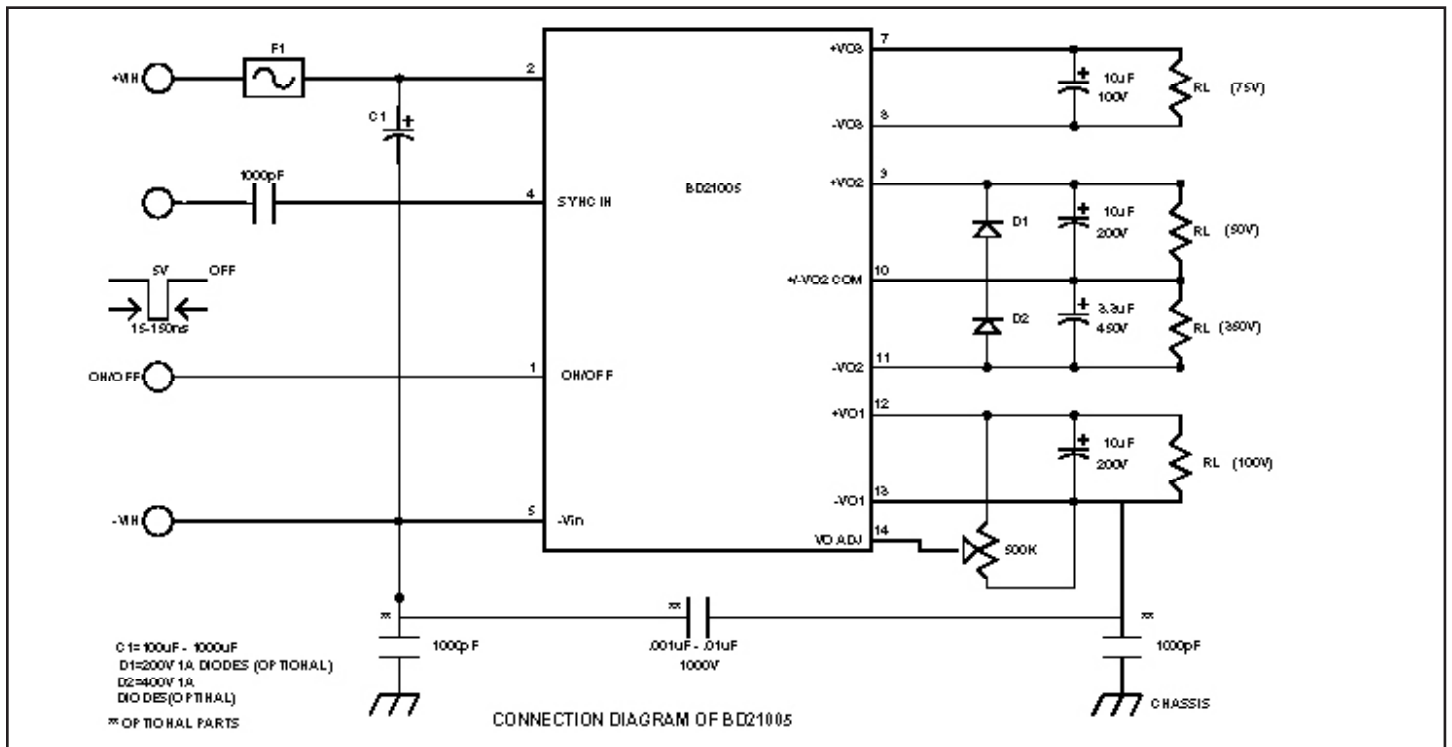 F1
+VIN
2
C1
+
1000pF
4
SYNC IN
5V
OFF
15-150ns
ON/OFF
1
ON/OFF
-VIN
5
-Vin
BD21005
+VO3
7
+
10uF
100V
RL (75V)
-VO3
8
+VO2
9
D1
+
10uF
200V
RL (50V)
+/-VO2 COM
10
D2
+
3.3uF
450V
RL (350V)
-VO2
11
+VO1
12
+
10uF
200V
RL (100V)
-VO1
13
VO ADJ
14
500K
**
1000pF
**
.001uF - .01uF
1000V
**
1000pF
CHASSIS
C1=100uF - 1000uF
D1=200V 1A DIODES (OPTIONAL)
D2=400V 1A
DIODES(OPTINAL)
** OPTIONAL PARTS
CONNECTION DIAGRAM OF BD21005